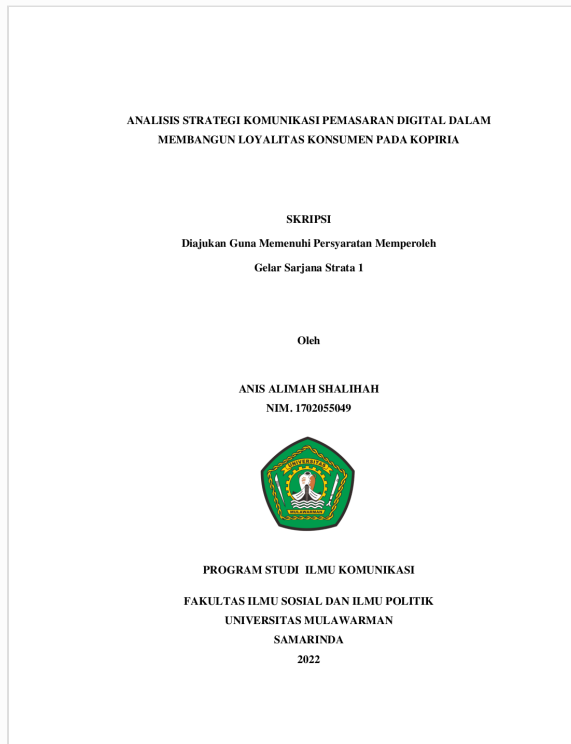 ANALISIS STRATEGI KOMUNIKASI PEMASARAN DIGITAL DALAM
MEMBANGUN LOYALITAS KONSUMEN PADA KOPIRIA
SKRIPSI
Diajukan Guna Memenuhi Persyaratan Memperoleh
Gelar Sarjana Strata 1
Oleh
ANIS ALIMAH SHALIHAH
NIM. 1702055049
UNIVERSITAS
MULAWARMAN
PROGRAM STUDI  ILMU KOMUNIKASI
FAKULTAS ILMU SOSIAL DAN ILMU POLITIK
UNIVERSITAS MULAWARMAN
SAMARINDA
2022